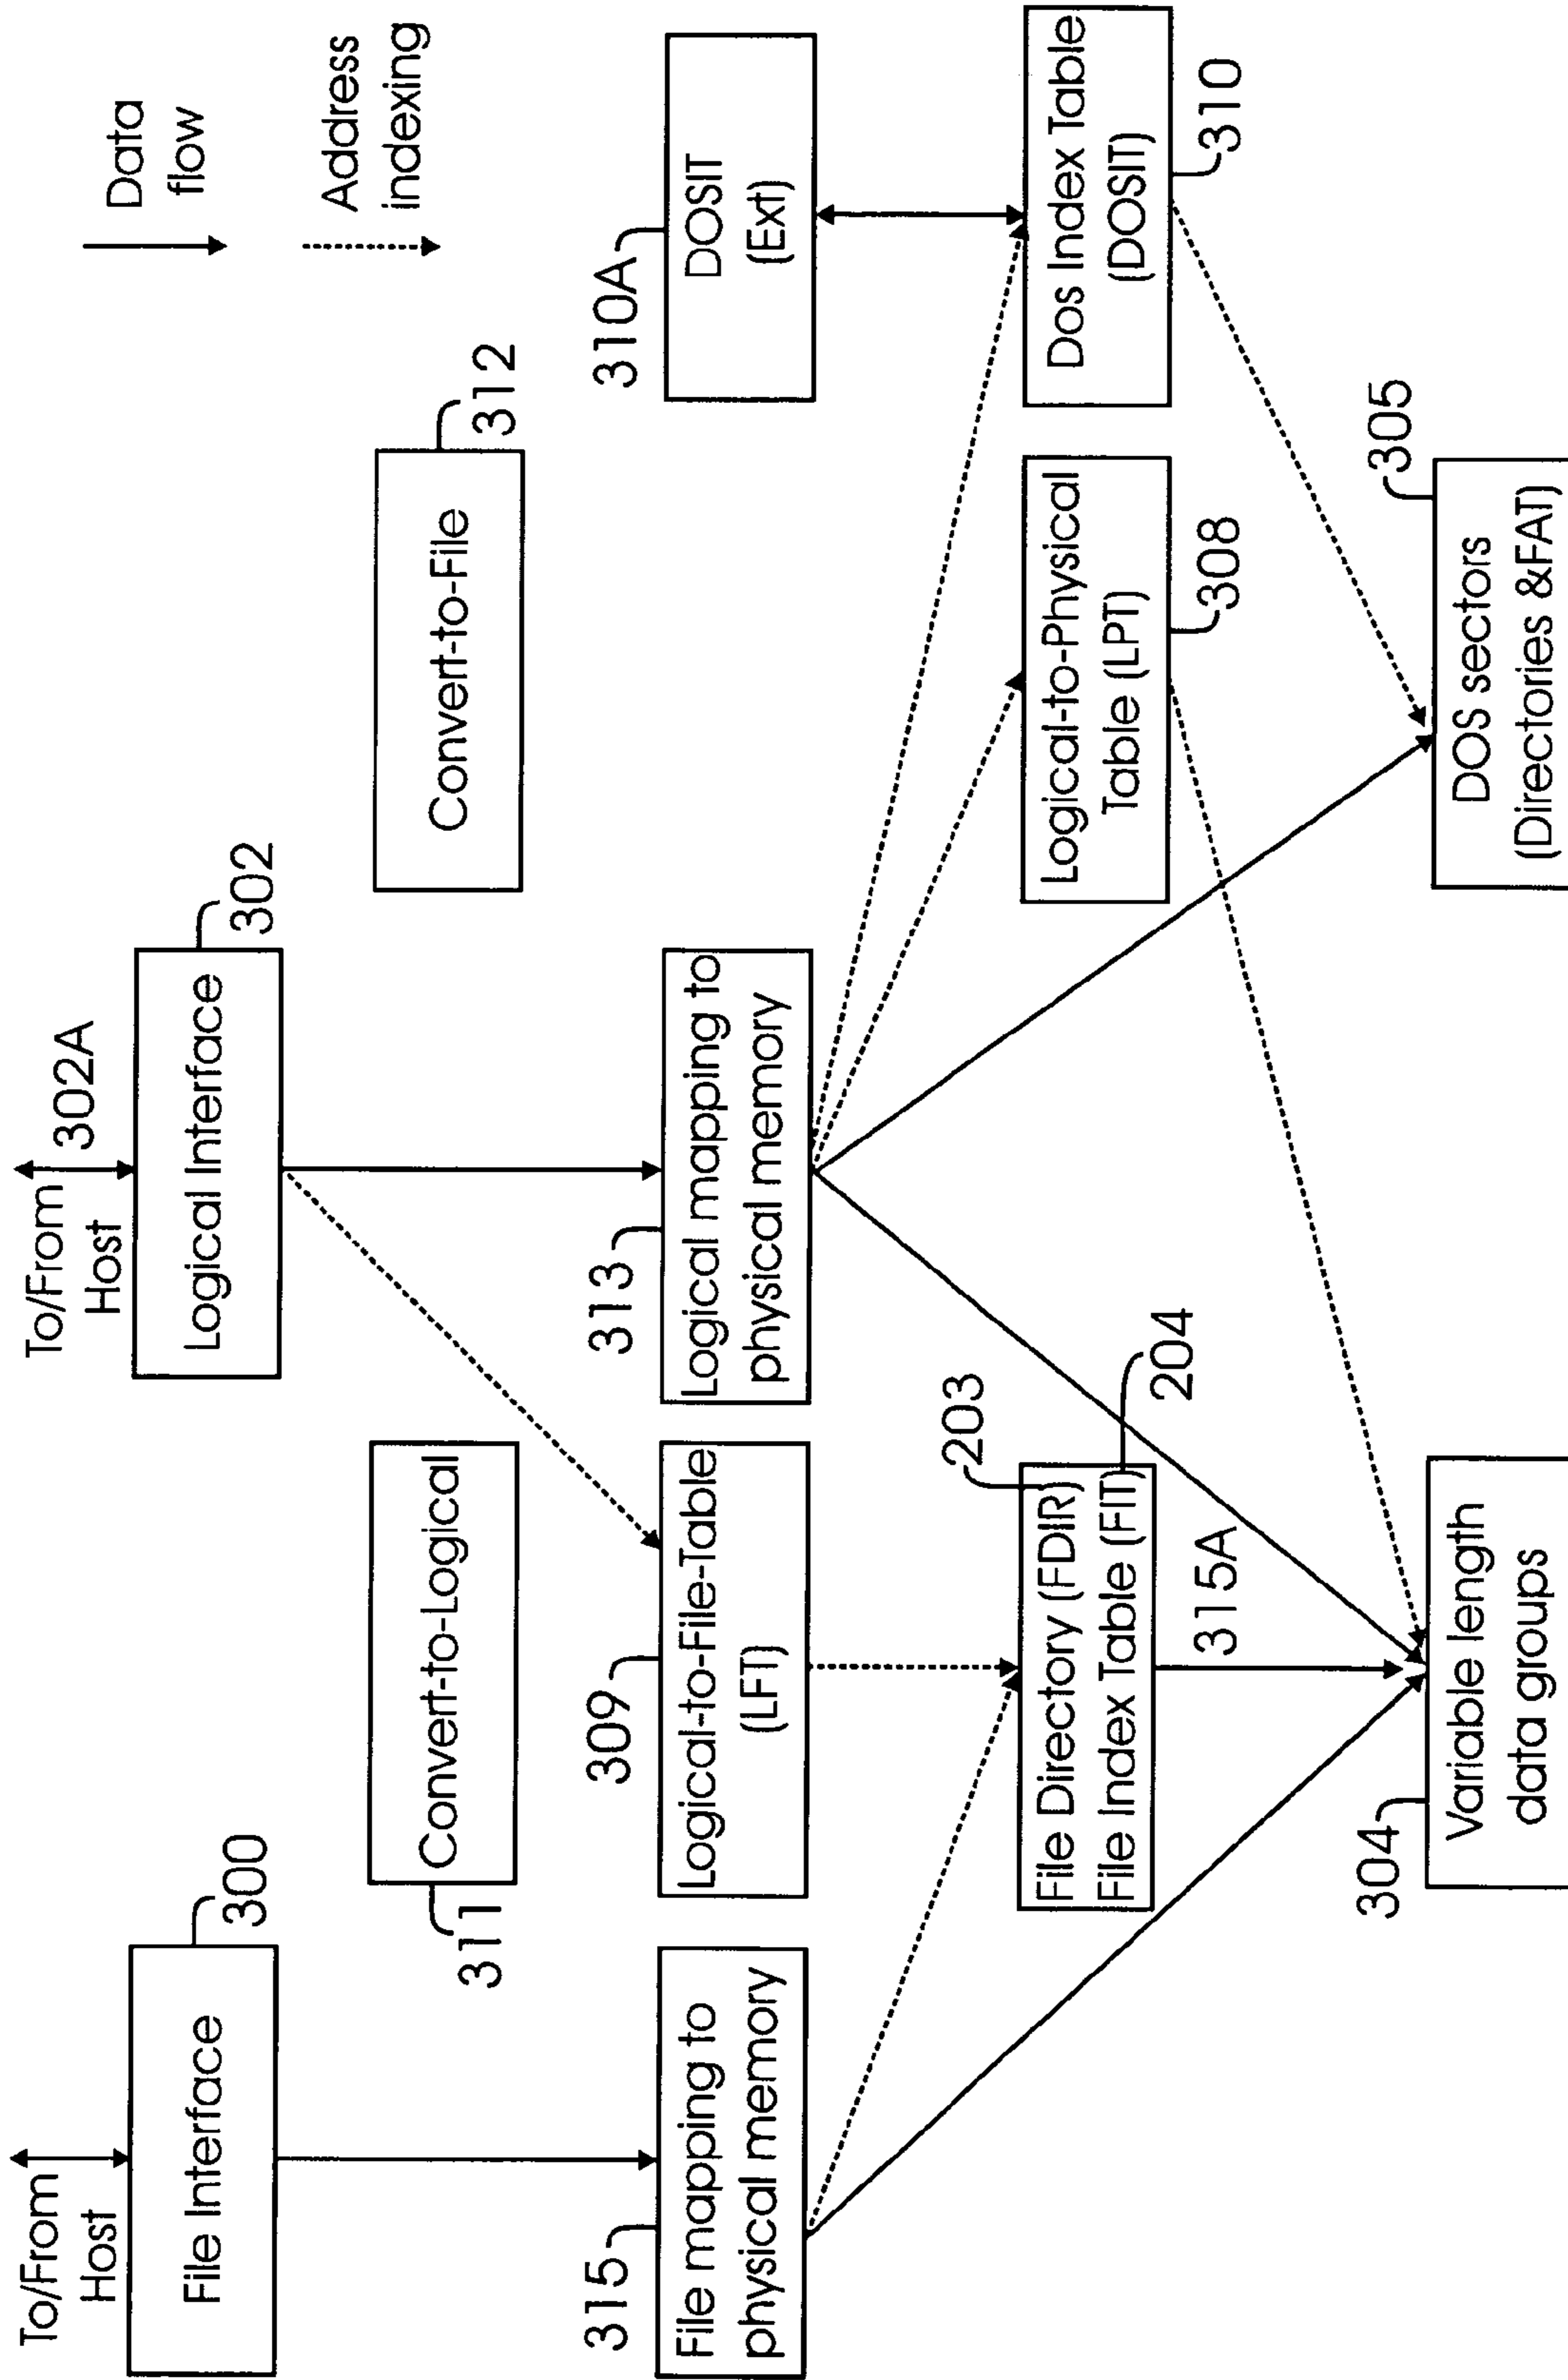 To/From
Host
File Interface
300
To/From
Host
302A
Logical Interface
302
Data
flow
Address
indexing
311
Convert-to-Logical
Convert-to-File
312
315
File mapping to
physical memory
309
Logical-to-File-Table
(LFT)
313
Logical mapping to
physical memory
310A
DOSIT
(Ext)
203
File Directory (FDIR)
File Index Table (FIT)
204
315A
Logical-to-Physical
Table (LPT)
308
Dos Index Table
(DOSIT)
310
304
Variable length
data groups
DOS sectors
(Directories &FAT)
305